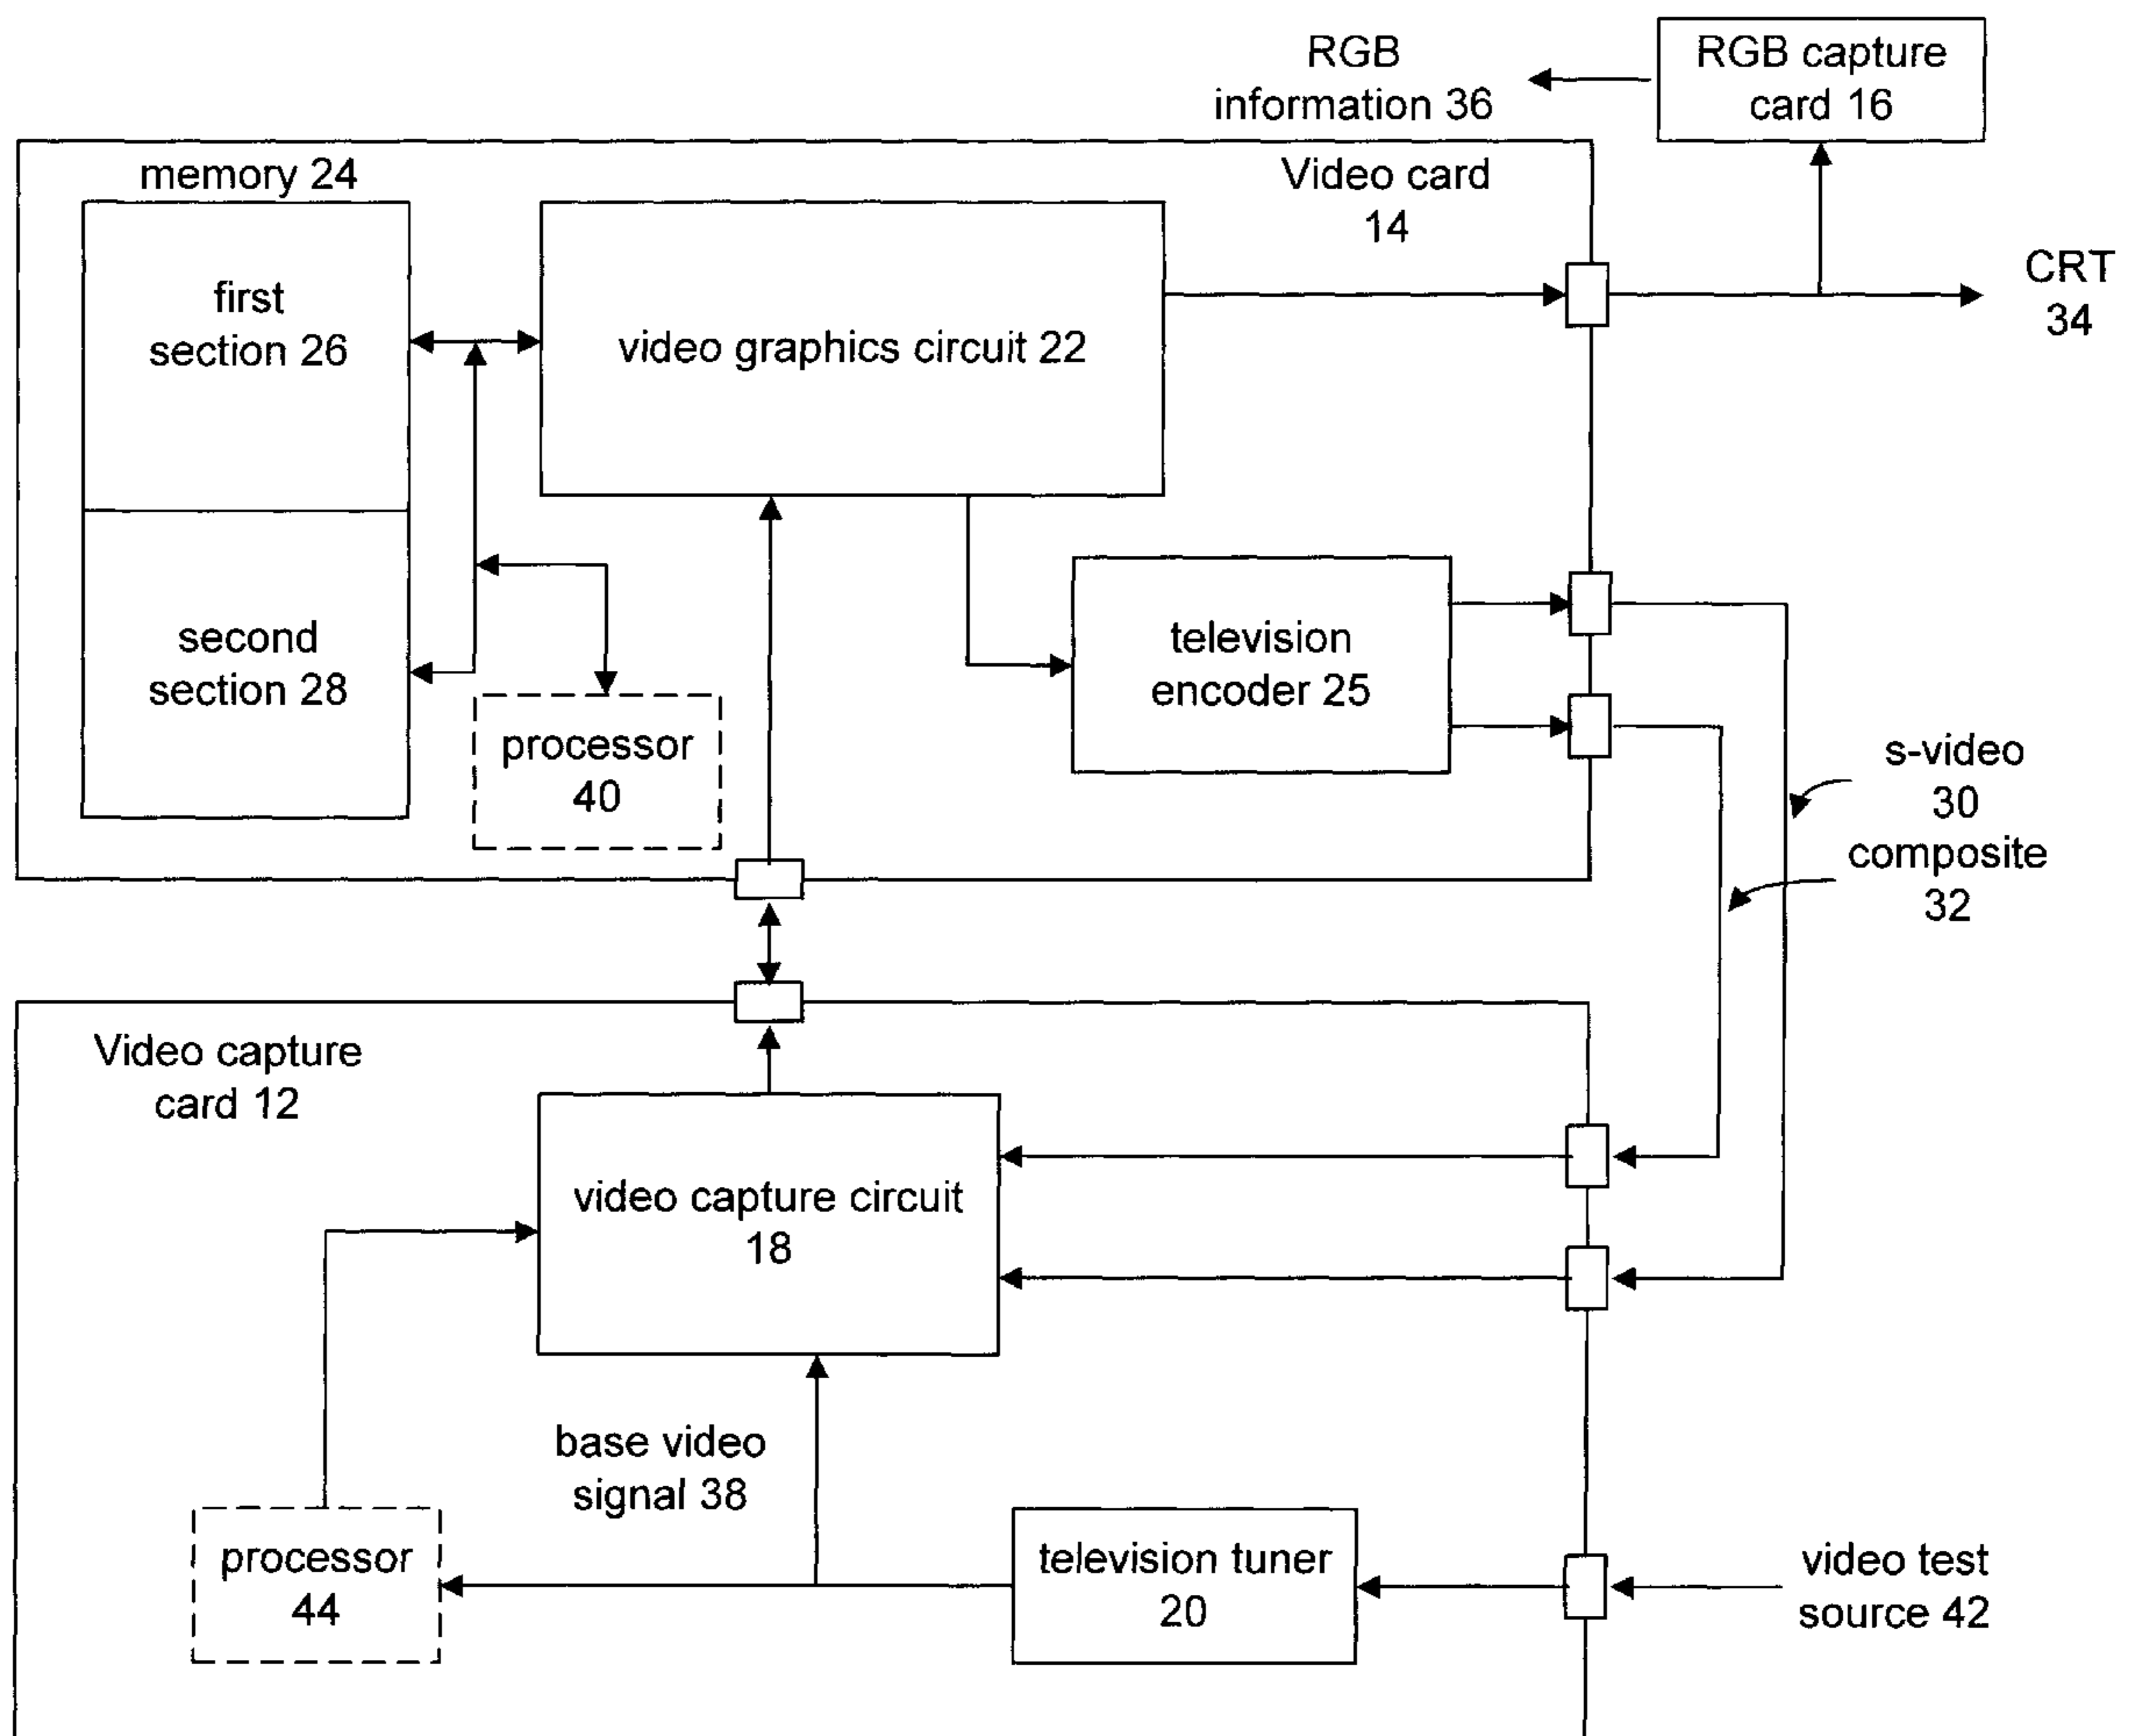 RGB
information 36
RGB capture
card 16
memory 24
Video card
14
first
section 26
video graphics circuit 22
CRT
34
second
section 28
television
encoder 25
processor
40
s-video
30
composite
32
Video capture
card 12
video capture circuit
18
base video
signal 38
processor
44
television tuner
20
video test
source 42